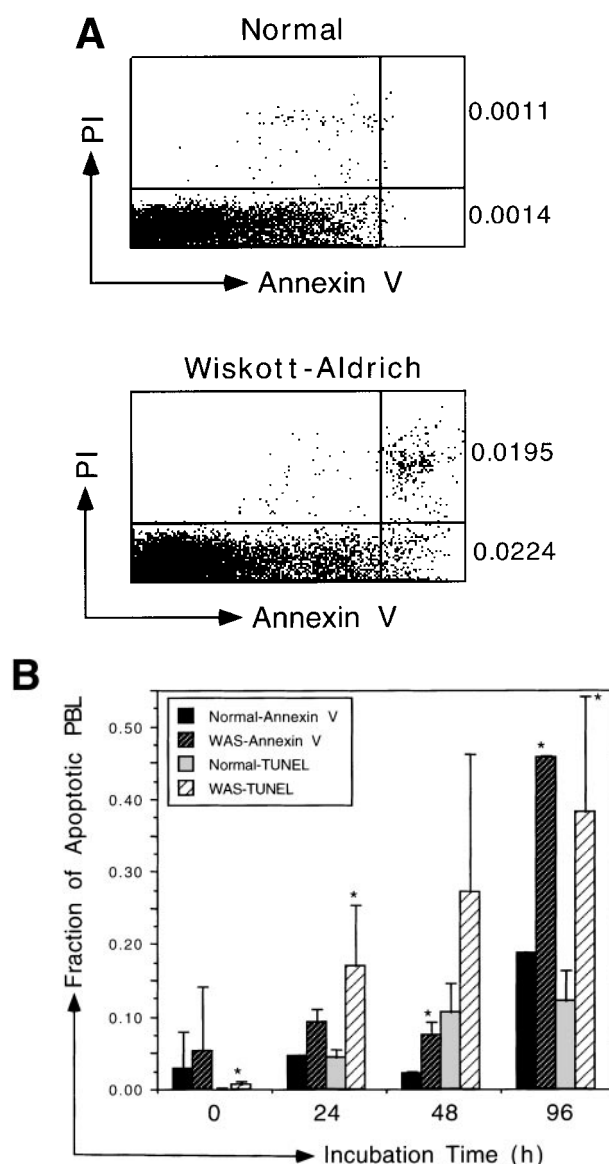 A
Normal
PI
0.0011
0.0014
Annexin V
Wiskott-Aldrich
PI
0.0195
0.0224
Annexin V
B
Fraction of Apoptotic PBL
0.50
0.40
0.30
0.20
0.10
0.00
Normal-Annexin V
WAS-Annexin V
Normal-TUNEL
WAS-TUNEL
*
*
*
*
*
0
24
48
96
Incubation Time (h)